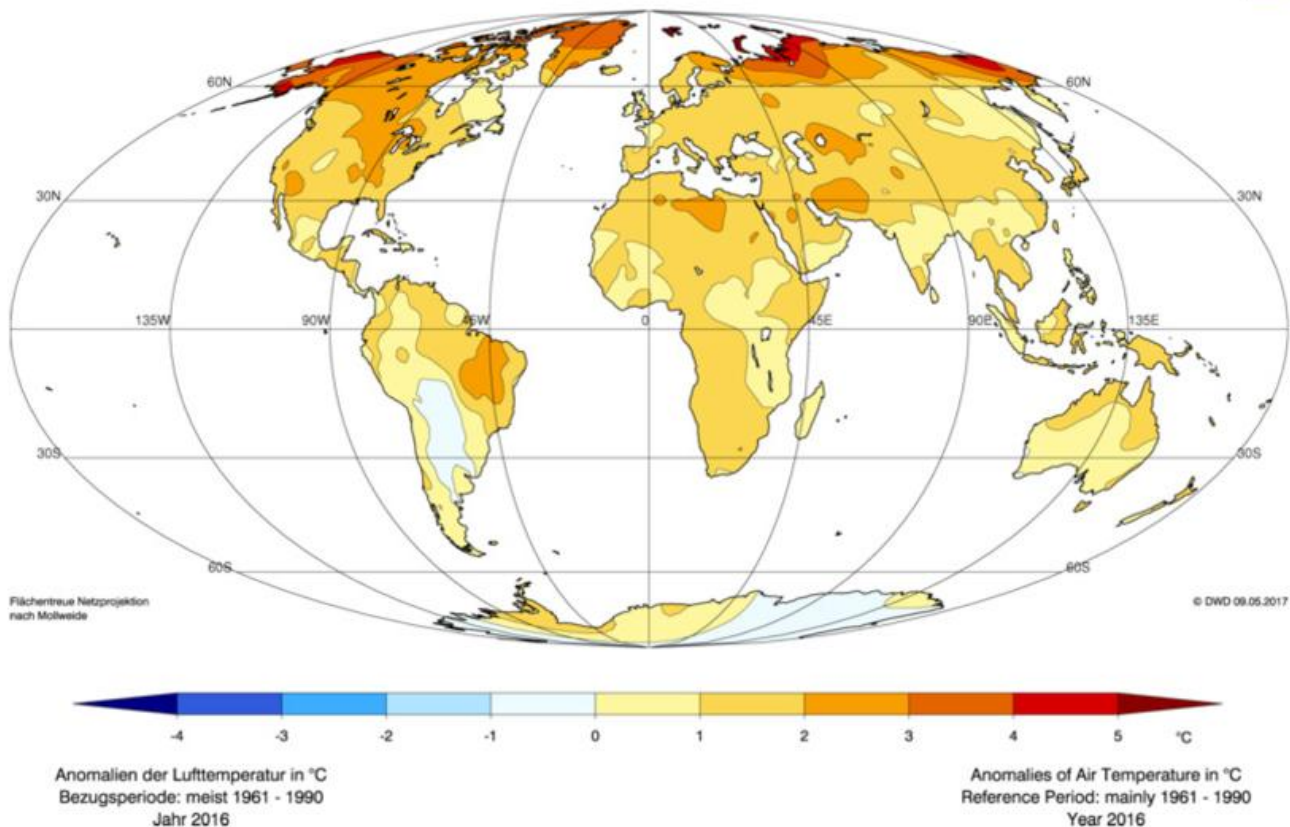 60N
60N
30N
30N
135W
90W
45W
0
45E
90E
135E
30S
30S
60S
60S
Flächentreue Netzprojektion
nach Mollweide
© DWD 09.05.2017
-4 -3 -2 -1 0 1 2 3 4 5 °C
Anomalien der Lufttemperatur in °C
Bezugsperiode: meist 1961 - 1990
Jahr 2016
Anomalies of Air Temperature in °C
Reference Period: mainly 1961 - 1990
Year 2016